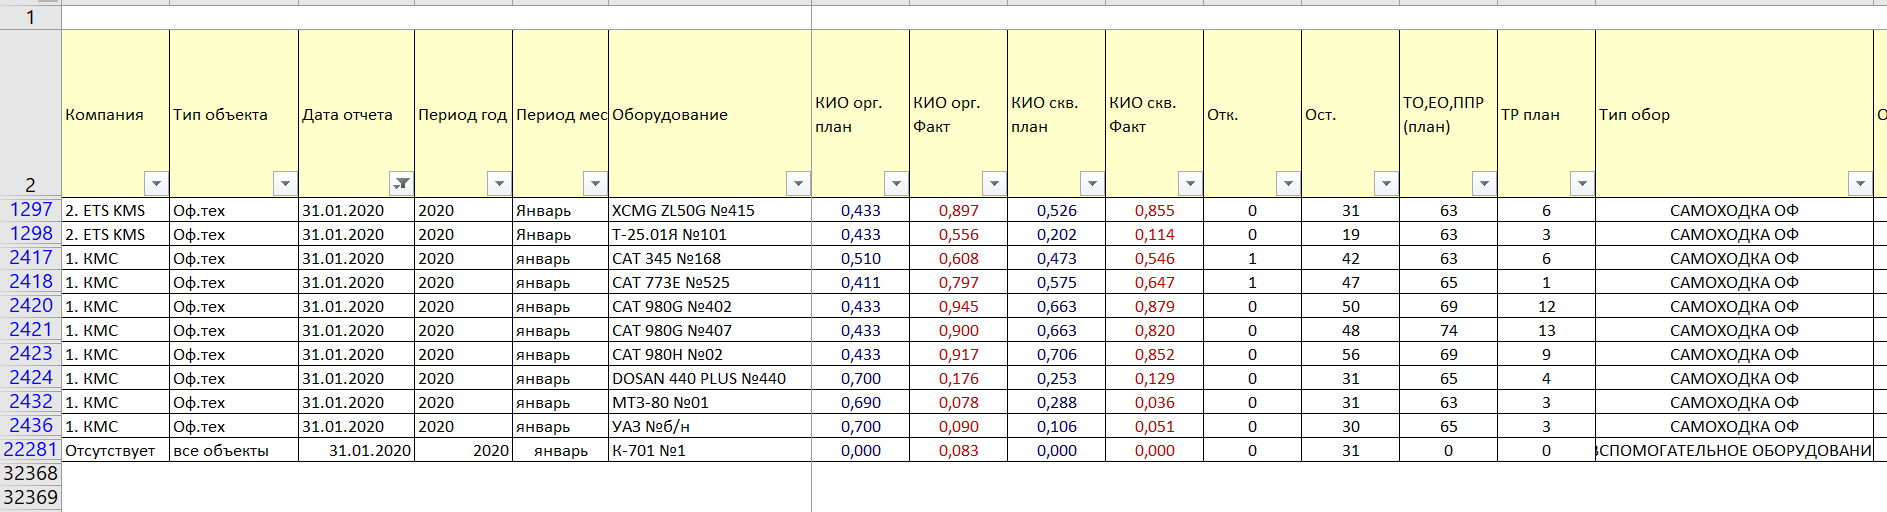 1
2 Компания Тип объекта Дата отчета Период год Период мес Оборудование КИО орг. план КИО орг. Факт КИО скв. план КИО скв. Факт Отк. Ост. ТО,ЕО,ППР (план) ТР план Тип обор О
1297 2. ETS KMS Оф.тех 31.01.2020 2020 Январь XCMG ZL50G №415 0,433 0,897 0,526 0,855 0 31 63 6 САМОХОДКА ОФ
1298 2. ETS KMS Оф.тех 31.01.2020 2020 Январь Т-25.01Я №101 0,433 0,556 0,202 0,114 0 19 63 3 САМОХОДКА ОФ
2417 1. КМС Оф.тех 31.01.2020 2020 январь CAT 345 №168 0,510 0,608 0,473 0,546 1 42 63 6 САМОХОДКА ОФ
2418 1. КМС Оф.тех 31.01.2020 2020 январь CAT 773E №525 0,411 0,797 0,575 0,647 1 47 65 1 САМОХОДКА ОФ
2420 1. КМС Оф.тех 31.01.2020 2020 январь CAT 980G №402 0,433 0,945 0,663 0,879 0 50 69 12 САМОХОДКА ОФ
2421 1. КМС Оф.тех 31.01.2020 2020 январь CAT 980G №407 0,433 0,900 0,663 0,820 0 48 74 13 САМОХОДКА ОФ
2423 1. КМС Оф.тех 31.01.2020 2020 январь CAT 980H №02 0,433 0,917 0,706 0,852 0 56 69 9 САМОХОДКА ОФ
2424 1. КМС Оф.тех 31.01.2020 2020 январь DOSAN 440 PLUS №440 0,700 0,176 0,253 0,129 0 31 65 4 САМОХОДКА ОФ
2432 1. КМС Оф.тех 31.01.2020 2020 январь МТЗ-80 №01 0,690 0,078 0,288 0,036 0 31 63 3 САМОХОДКА ОФ
2436 1. КМС Оф.тех 31.01.2020 2020 январь УАЗ №б/н 0,700 0,090 0,106 0,051 0 30 65 3 САМОХОДКА ОФ
22281 Отсутствует все объекты 31.01.2020 2020 январь К-701 №1 0,000 0,083 0,000 0,000 0 31 0 0 ВСПОМОГАТЕЛЬНОЕ ОБОРУДОВАНИ
32368
32369